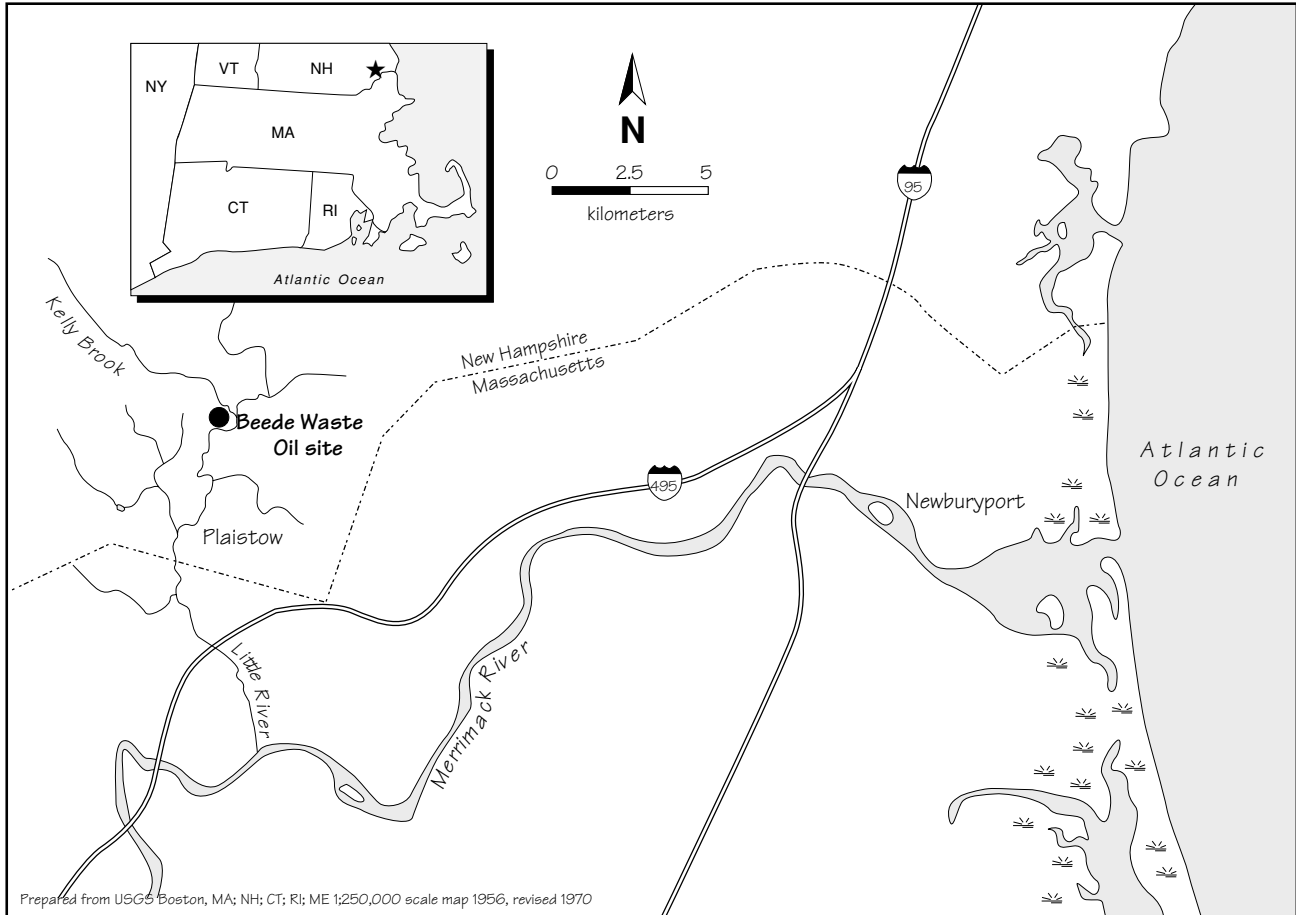 NY
VT
NH
MA
CT
RI
Atlantic Ocean
N
0 2.5 5
kilometers
95
Kelly Brook
New Hampshire
Massachusetts
Beede Waste
Oil site
495
Atlantic
Ocean
Newburyport
Plaistow
Little River
Merrimack River
Prepared from USGS Boston, MA; NH; CT; RI; ME 1:250,000 scale map 1956, revised 1970